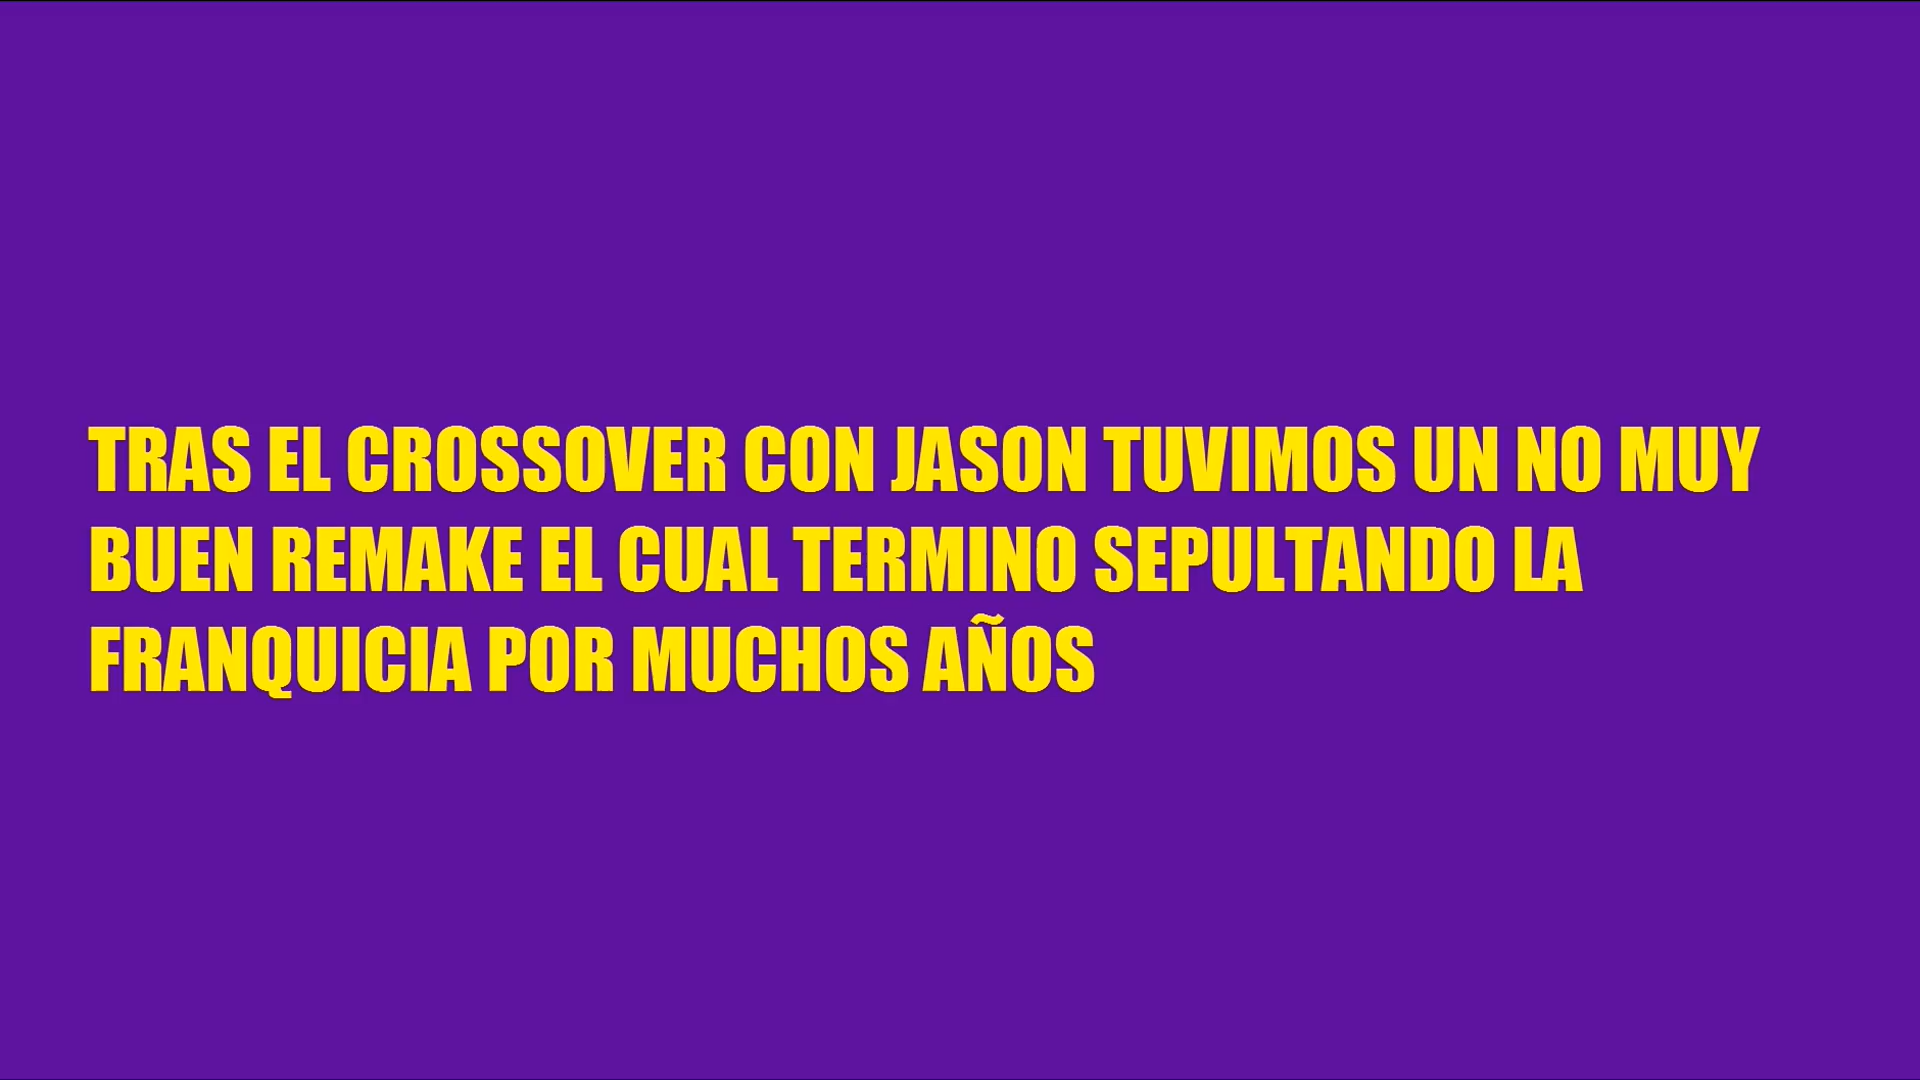 TRAS EL CROSSOVER CON JASON TUVIMOS UN NO MUY
BUEN REMAKE EL CUAL TERMINO SEPULTANDO LA
FRANQUICIA POR MUCHOS AÑOS